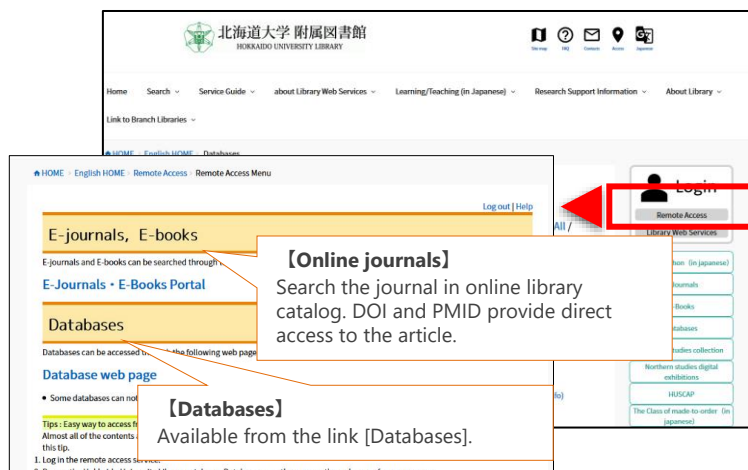 北海道大学 附属図書館
HOKKAIDO UNIVERSITY LIBRARY
Site map FAQ Contacts Access Japanese
Home Search Service Guide about Library Web Services Learning/Teaching (in Japanese) Research Support Information About Library
Link to Branch Libraries
HOME English HOME Databases
Login
Remote Access
Library Web Services
All /
(in japanese)
Northern studies digital exhibitions
HUSCAP
The Class of made-to-order (in japanese)
HOME > English HOME > Remote Access > Remote Access Menu
Log out | Help
E-journals, E-books
E-journals and E-books can be searched through
E-Journals・E-Books Portal
Databases
Databases can be accessed the following web page
Database web page
• Some databases can not
Tips : Easy way to access
Almost all of the contents
this tip.
1. Log in the remote access service.
【Online journals】
Search the journal in online library
catalog. DOI and PMID provide direct
access to the article.
【Databases】
Available from the link [Databases].